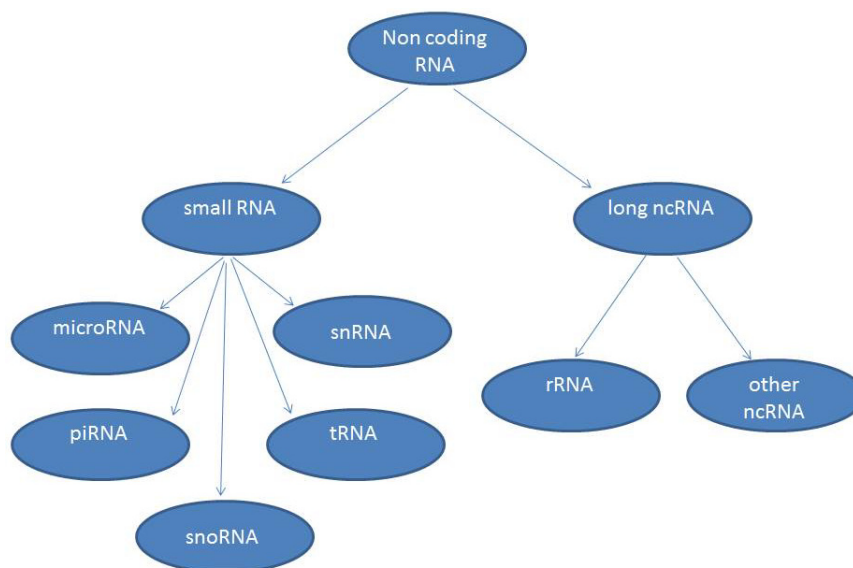 Non coding
RNA
small RNA
long ncRNA
microRNA
snRNA
rRNA
other
ncRNA
piRNA
tRNA
snoRNA